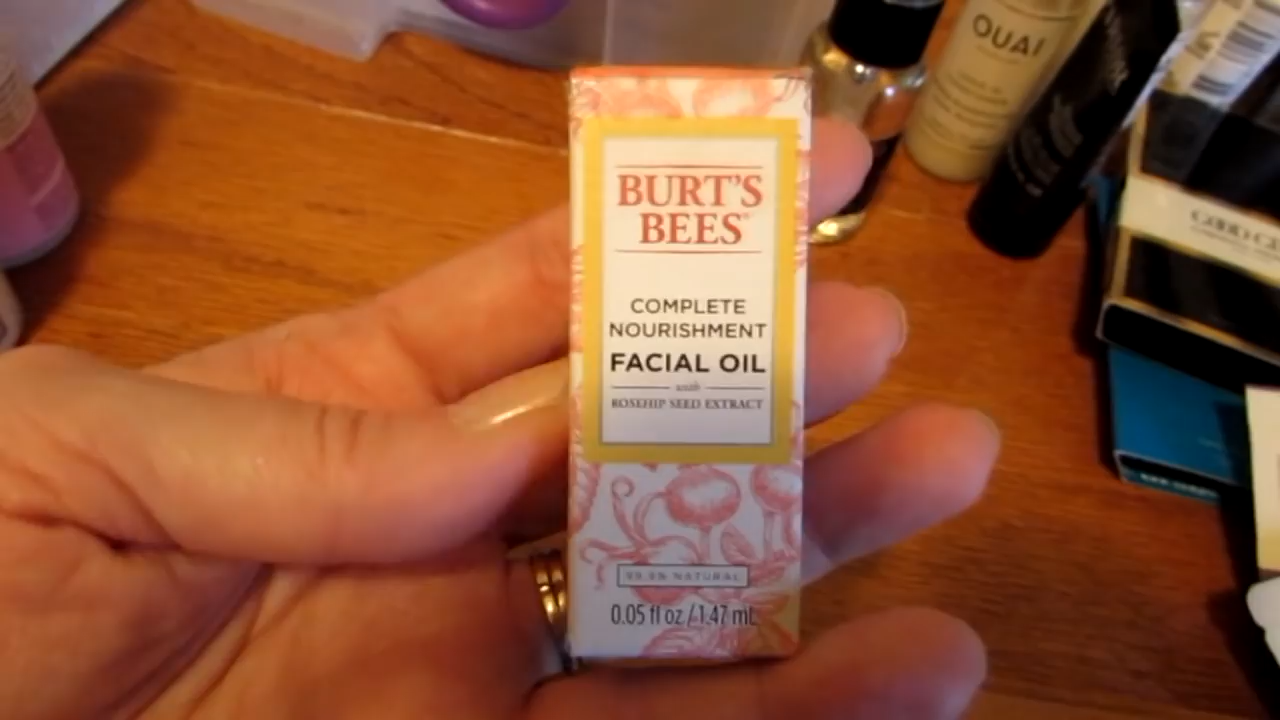 BURT'S
BEES®
COMPLETE
NOURISHMENT
FACIAL OIL
with
ROSEHIP SEED EXTRACT
99.9% NATURAL
0.05 fl oz / 1.47 mL
OUAI